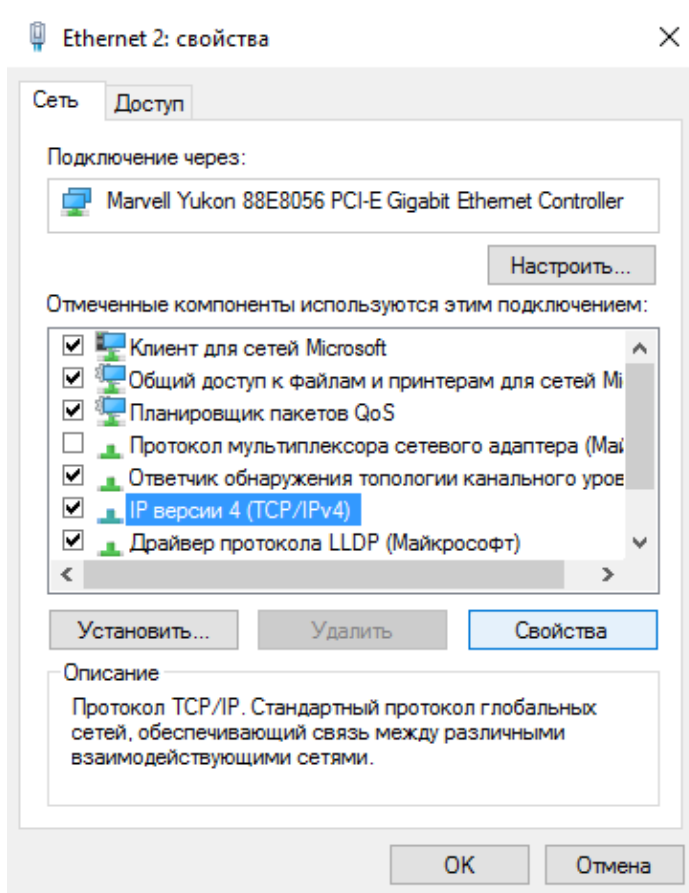 Ethernet 2: свойства
Сеть
Доступ
Подключение через:
Marvell Yukon 88E8056 PCI-E Gigabit Ethernet Controller
Настроить...
Отмеченные компоненты используются этим подключением:
Клиент для сетей Microsoft
Общий доступ к файлам и принтерам для сетей Mi
Планировщик пакетов QoS
Протокол мультиплексора сетевого адаптера (Май
Ответчик обнаружения топологии канального уров
IP версии 4 (TCP/IPv4)
Драйвер протокола LLDP (Майкрософт)
Установить...
Удалить
Свойства
Описание
Протокол TCP/IP. Стандартный протокол глобальных
сетей, обеспечивающий связь между различными
взаимодействующими сетями.
OK
Отмена